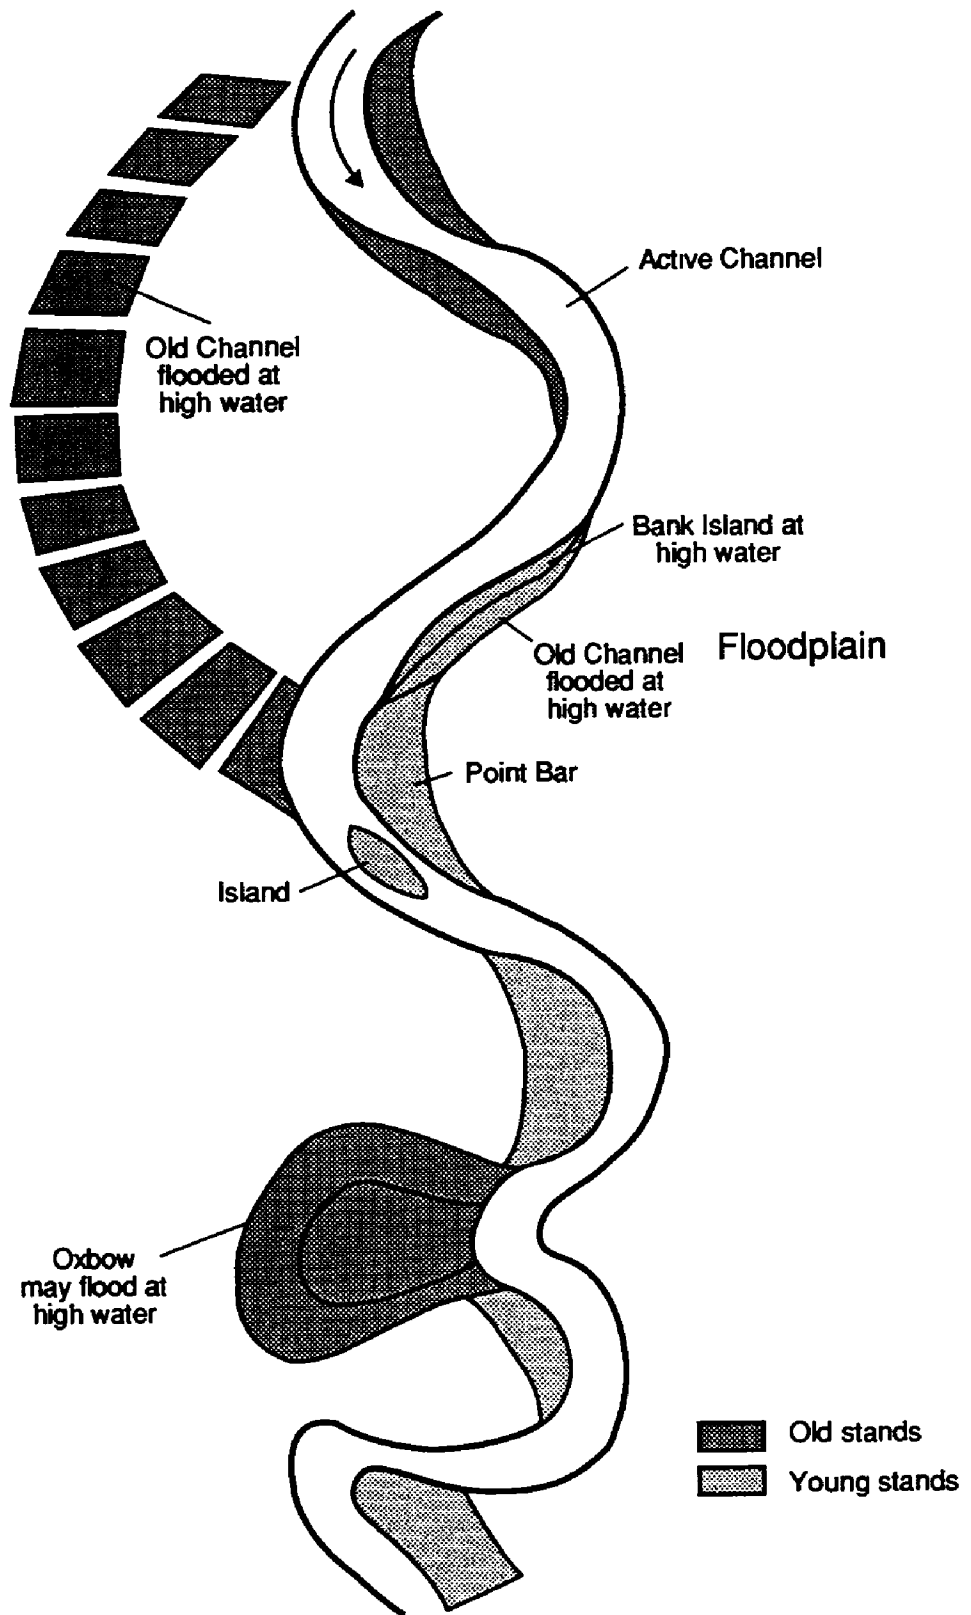 Active Channel
Old Channel
flooded at
high water
Bank Island at
high water
Old Channel
flooded at
high water
Floodplain
Point Bar
Island
Oxbow
may flood at
high water
Old stands
Young stands